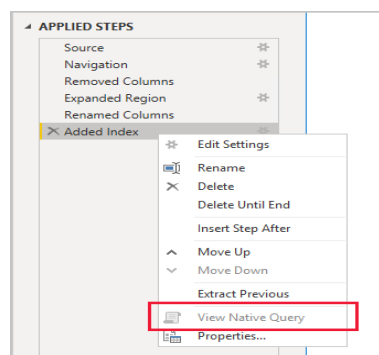 APPLIED STEPS
Source
Navigation
Removed Columns
Expanded Region
Renamed Columns
Added Index
Edit Settings
Rename
Delete
Delete Until End
Insert Step After
Move Up
Move Down
Extract Previous
View Native Query
Properties...